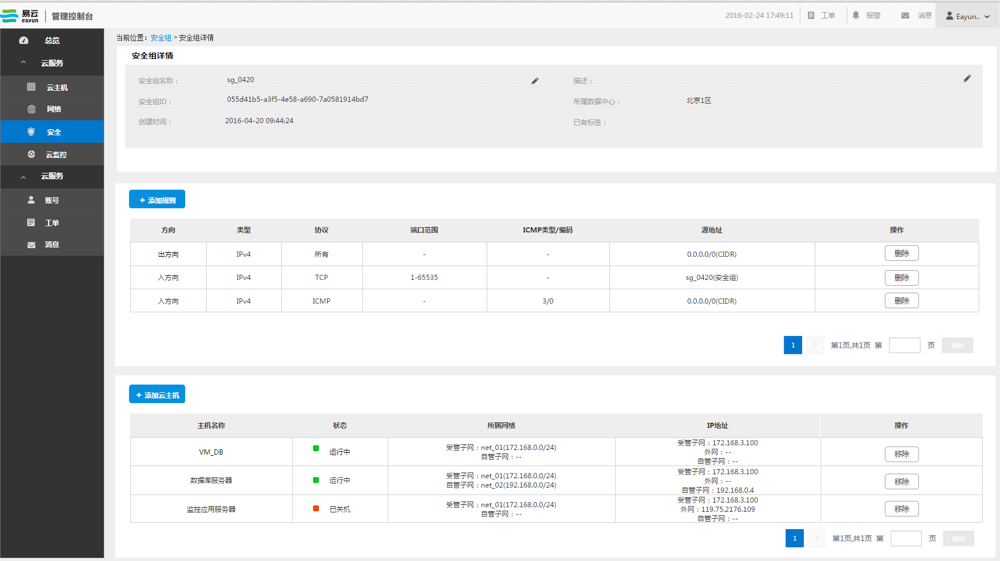 易云 eayun 管理控制台 2016-02-24 17:49:11 工单 报警 消息 Eayun..
总览
云服务
云主机
网络
安全
云监控
云服务
账号
工单
消息
当前位置：安全组 > 安全组详情
安全组详情
安全组名称： sg_0420 描述：
安全组ID： 055d41b5-a3f5-4e58-a690-7a0581914bd7 所属数据中心： 北京1区
创建时间： 2016-04-20 09:44:24 已有标签：
+ 添加规则
方向 类型 协议 端口范围 ICMP类型/编码 源地址 操作
出方向 IPv4 所有 - - 0.0.0.0/0(CIDR) 删除
入方向 IPv4 TCP 1-65535 - sg_0420(安全组) 删除
入方向 IPv4 ICMP - 3/0 0.0.0.0/0(CIDR) 删除
1 > 第1页,共1页 第 页 跳转
+ 添加云主机
主机名称 状态 所属网络 IP地址 操作
VM_DB 运行中 受管子网：net_01(172.168.0.0/24) 自管子网：-- 受管子网：172.168.3.100 外网：-- 自管子网：-- 移除
数据库服务器 运行中 受管子网：net_01(172.168.0.0/24) 自管子网：net_02(192.168.0.0/24) 受管子网：172.168.3.100 外网：-- 自管子网：192.168.0.4 移除
监控应用服务器 已关机 受管子网：net_01(172.168.0.0/24) 自管子网：-- 受管子网：172.168.3.100 外网：119.75.2176.109 自管子网：-- 移除
1 > 第1页,共1页 第 页 跳转